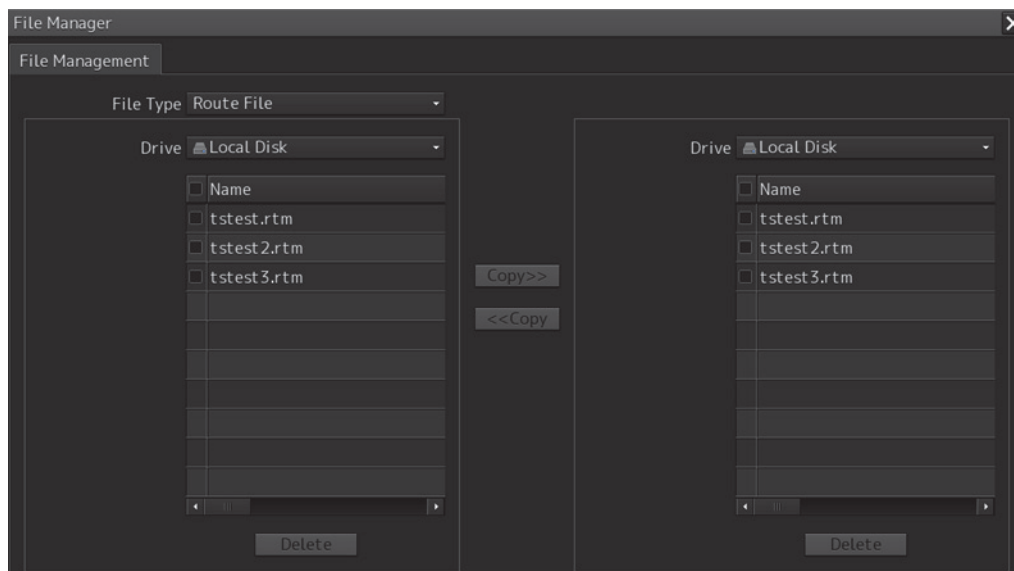 File Manager
File Management
File Type Route File
Drive Local Disk
Name
tstest.rtm
tstest2.rtm
tstest3.rtm
Delete
Copy>>
<<Copy
Drive Local Disk
Name
tstest.rtm
tstest2.rtm
tstest3.rtm
Delete